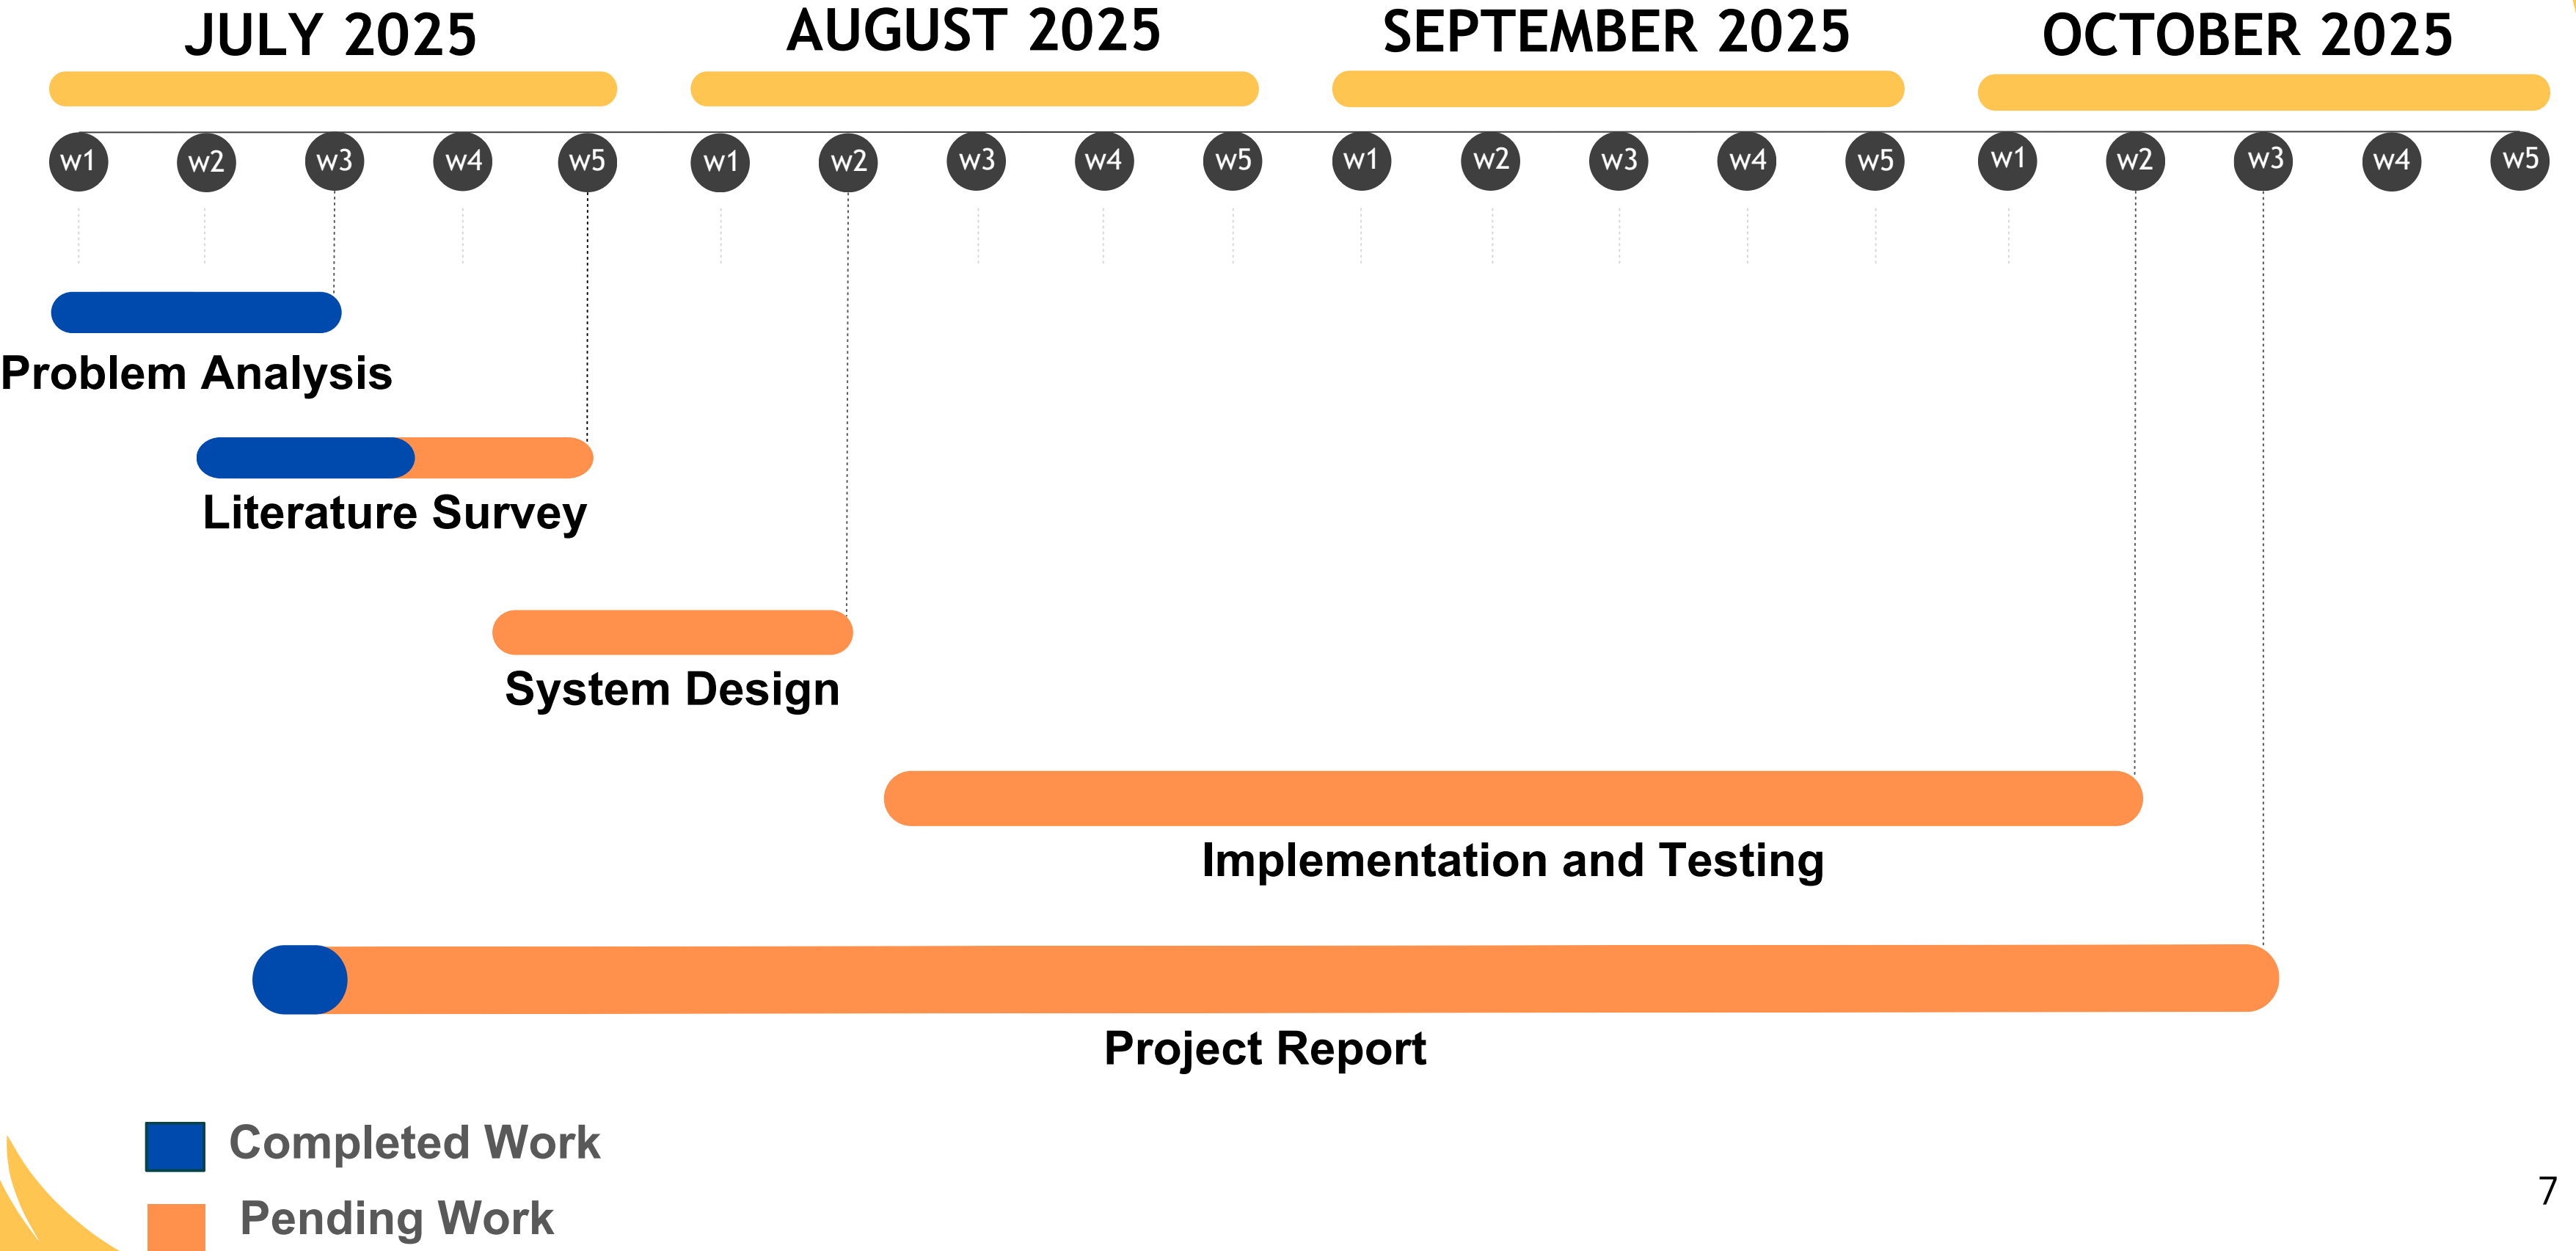 JULY 2025 AUGUST 2025 SEPTEMBER 2025 OCTOBER 2025
w1 w2 w3 w4 w5 w1 w2 w3 w4 w5 w1 w2 w3 w4 w5 w1 w2 w3 w4 w5
Problem Analysis
Literature Survey
System Design
Implementation and Testing
Project Report
Completed Work
Pending Work
7